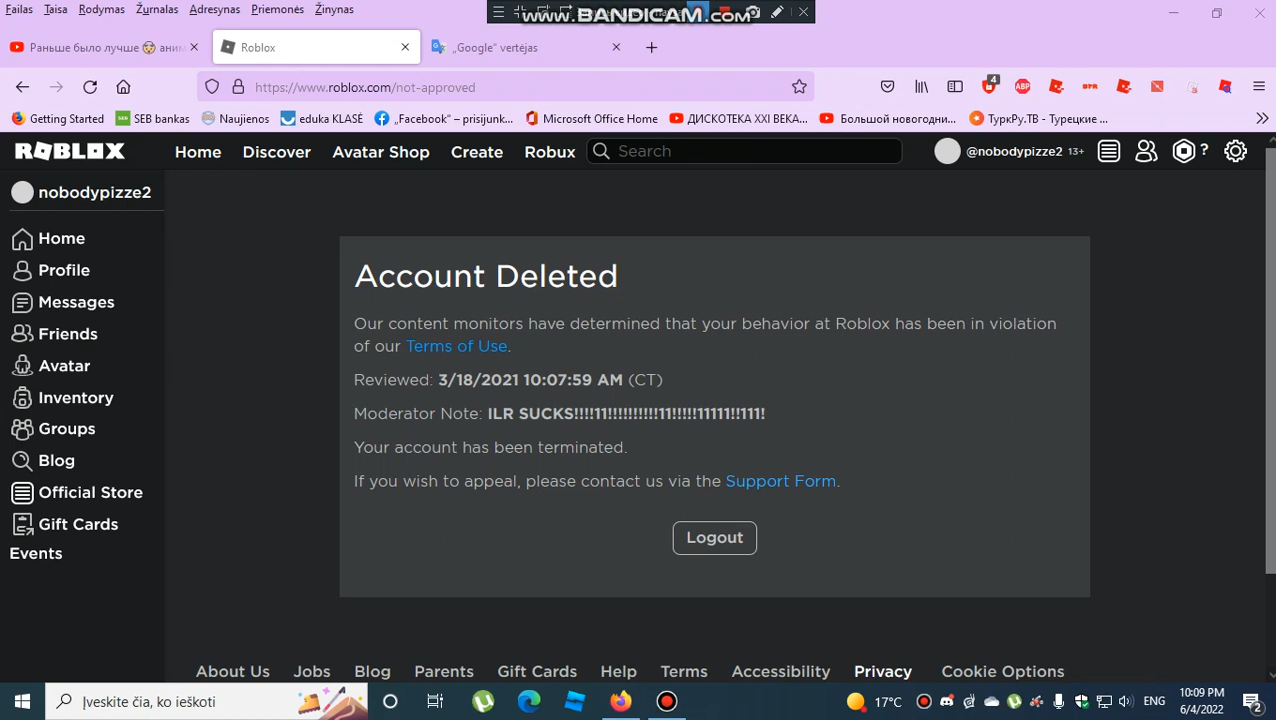 Failas Taisa Rodymas Žurnalas Adresynas Priemonės Žinynas
www.BANDICAM.com
Раньше было лучше 🤯 аним
Roblox
„Google“ vertėjas
https://www.roblox.com/not-approved
4
ABP
Getting Started
SEB bankas
Naujienos
eduka KLASĖ
„Facebook“ – prisijunk...
Microsoft Office Home
ДИСКОТЕКА XXI ВЕКА...
Большой новогодни...
ТуркРу.ТВ - Турецкие ...
ROBLOX
Home Discover Avatar Shop Create Robux
Search
@nobodypizze2 13+
?
nobodypizze2
Home
Profile
Messages
Friends
Avatar
Inventory
Groups
Blog
Official Store
Gift Cards
Events
Account Deleted
Our content monitors have determined that your behavior at Roblox has been in violation
of our Terms of Use.
Reviewed: 3/18/2021 10:07:59 AM (CT)
Moderator Note: ILR SUCKS!!!!11!!!!!!!!!!11!!!!!11111!!111!
Your account has been terminated.
If you wish to appeal, please contact us via the Support Form.
Logout
About Us Jobs Blog Parents Gift Cards Help Terms Accessibility Privacy Cookie Options
Įveskite čia, ko ieškoti
17°C
ENG
10:09 PM
6/4/2022
2